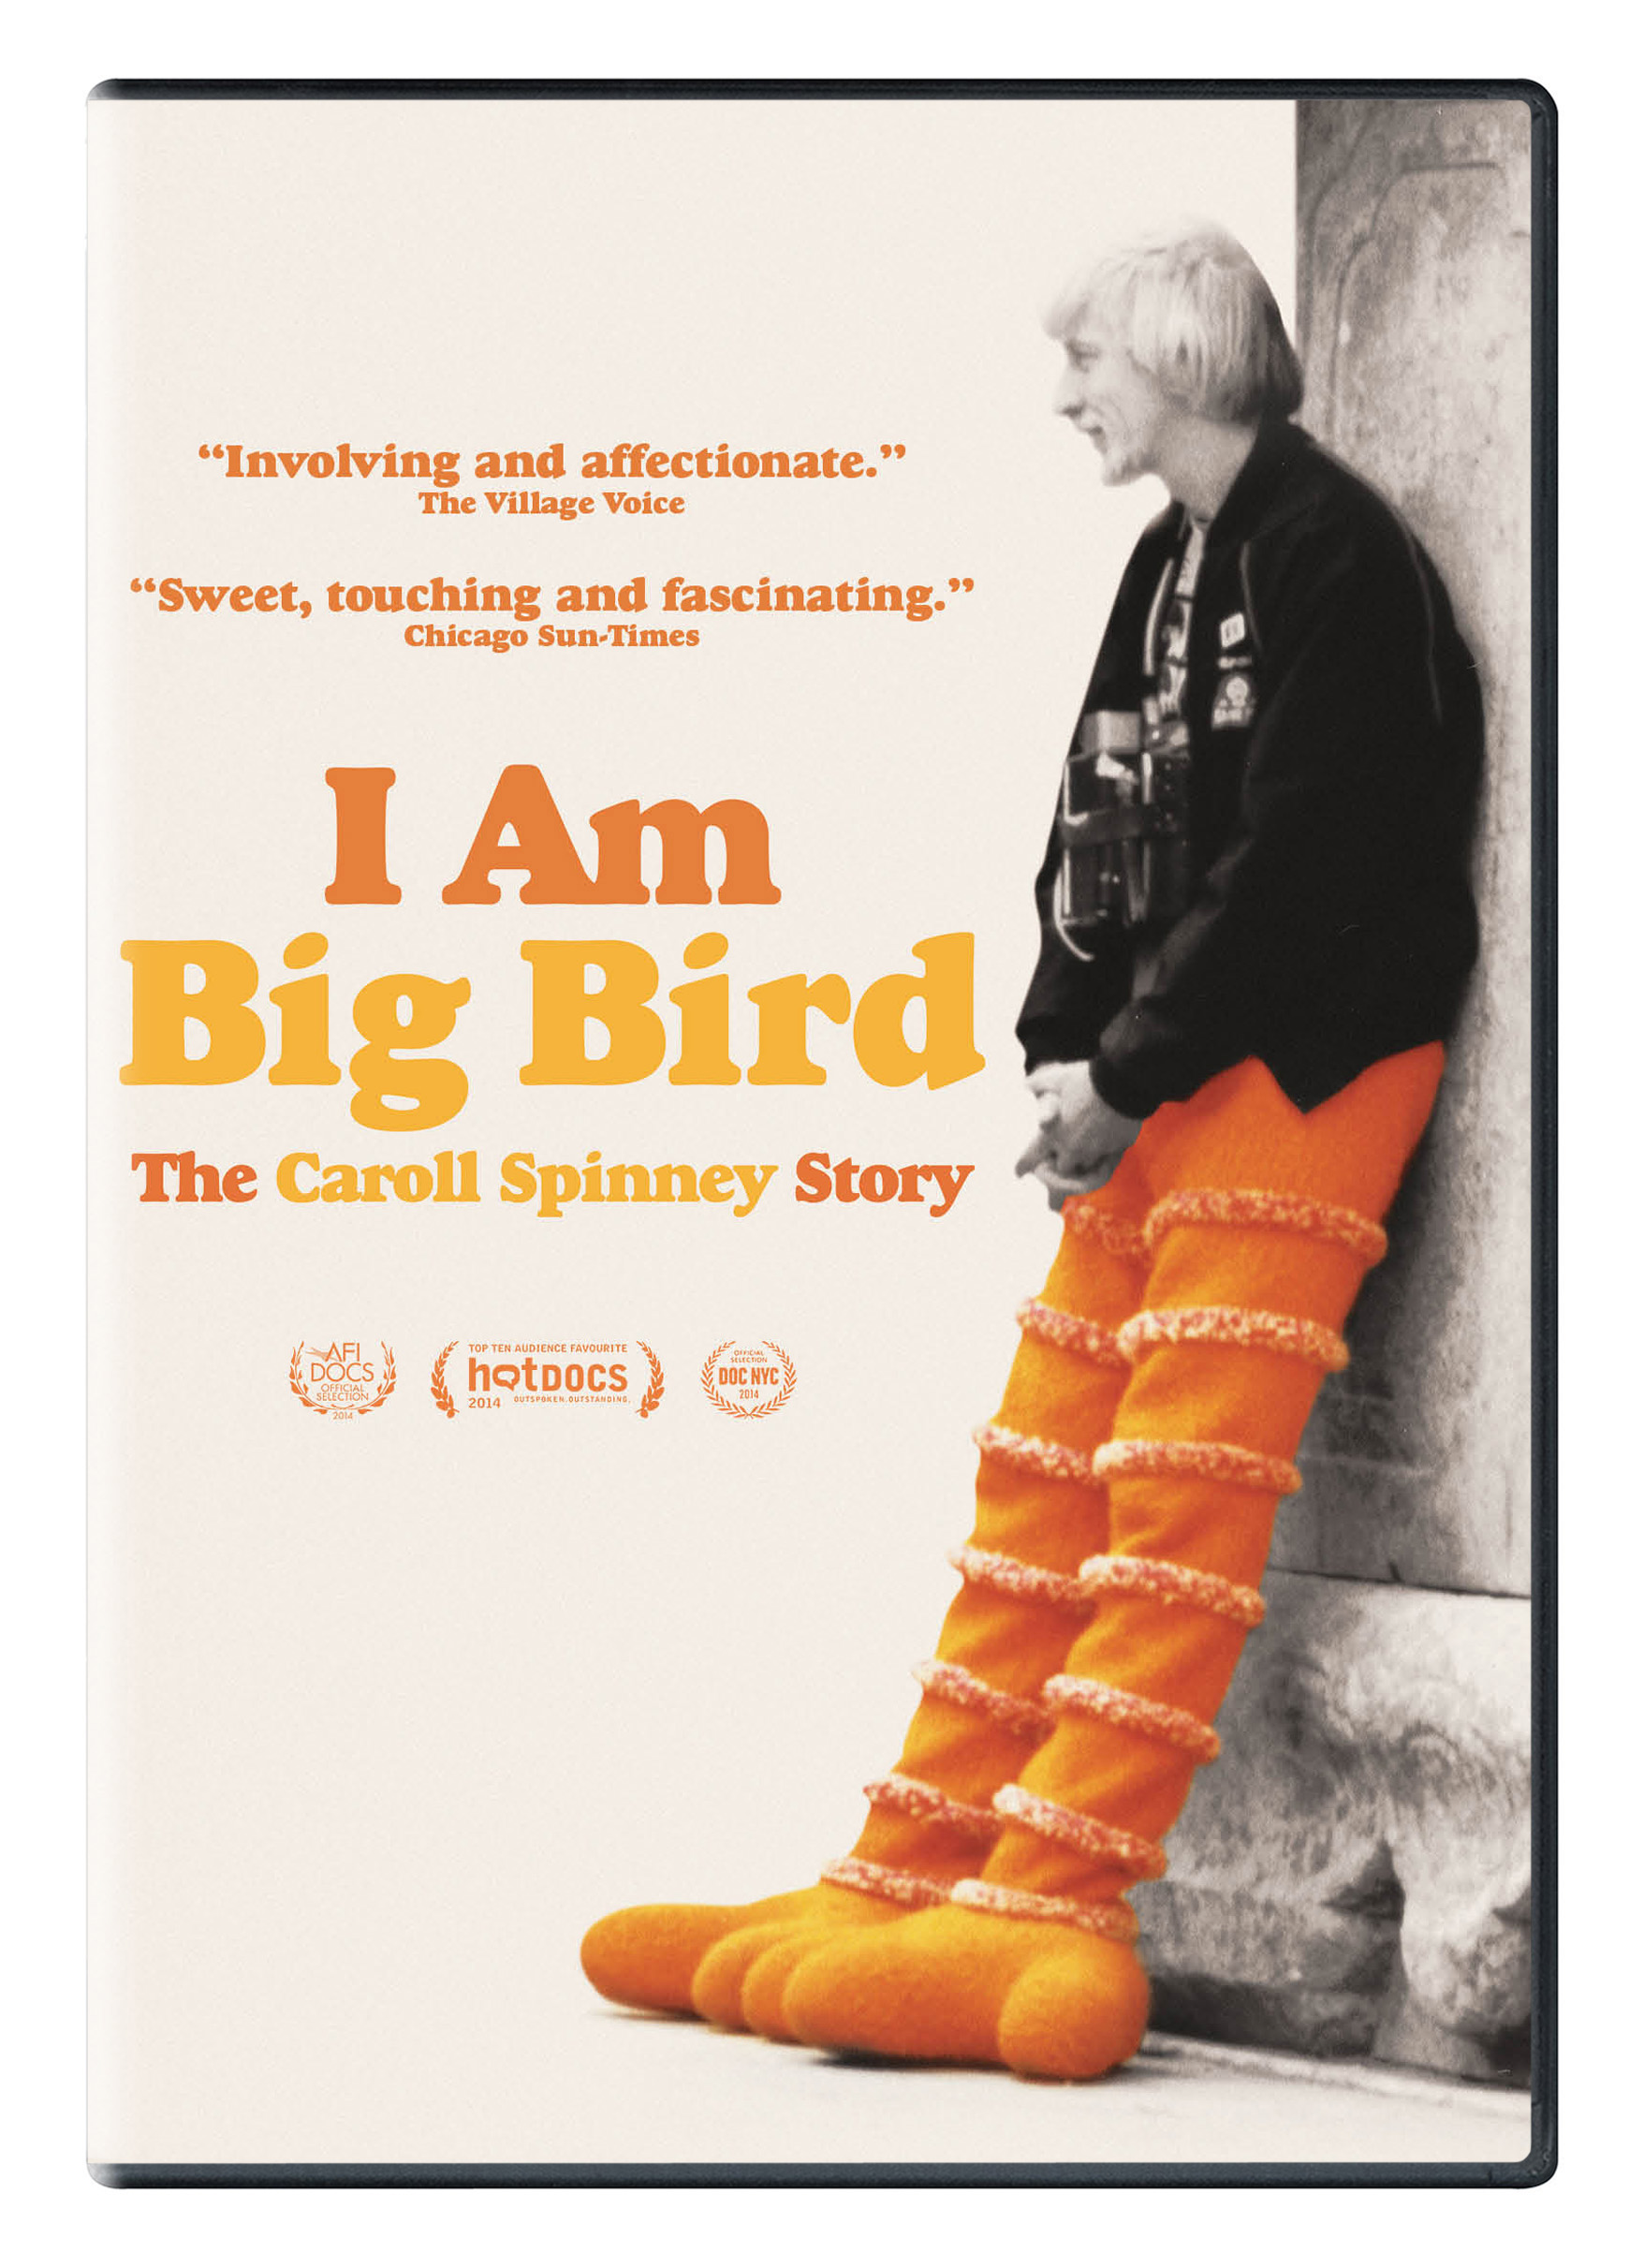 “Involving and affectionate.”
The Village Voice
“Sweet, touching and fascinating.”
Chicago Sun-Times
I Am
Big Bird
The Caroll Spinney Story
AFI
DOCS
OFFICIAL
SELECTION
2014
TOP TEN AUDIENCE FAVOURITE
hotDOCS
2014 OUTSPOKEN. OUTSTANDING.
OFFICIAL
SELECTION
DOC NYC
2014